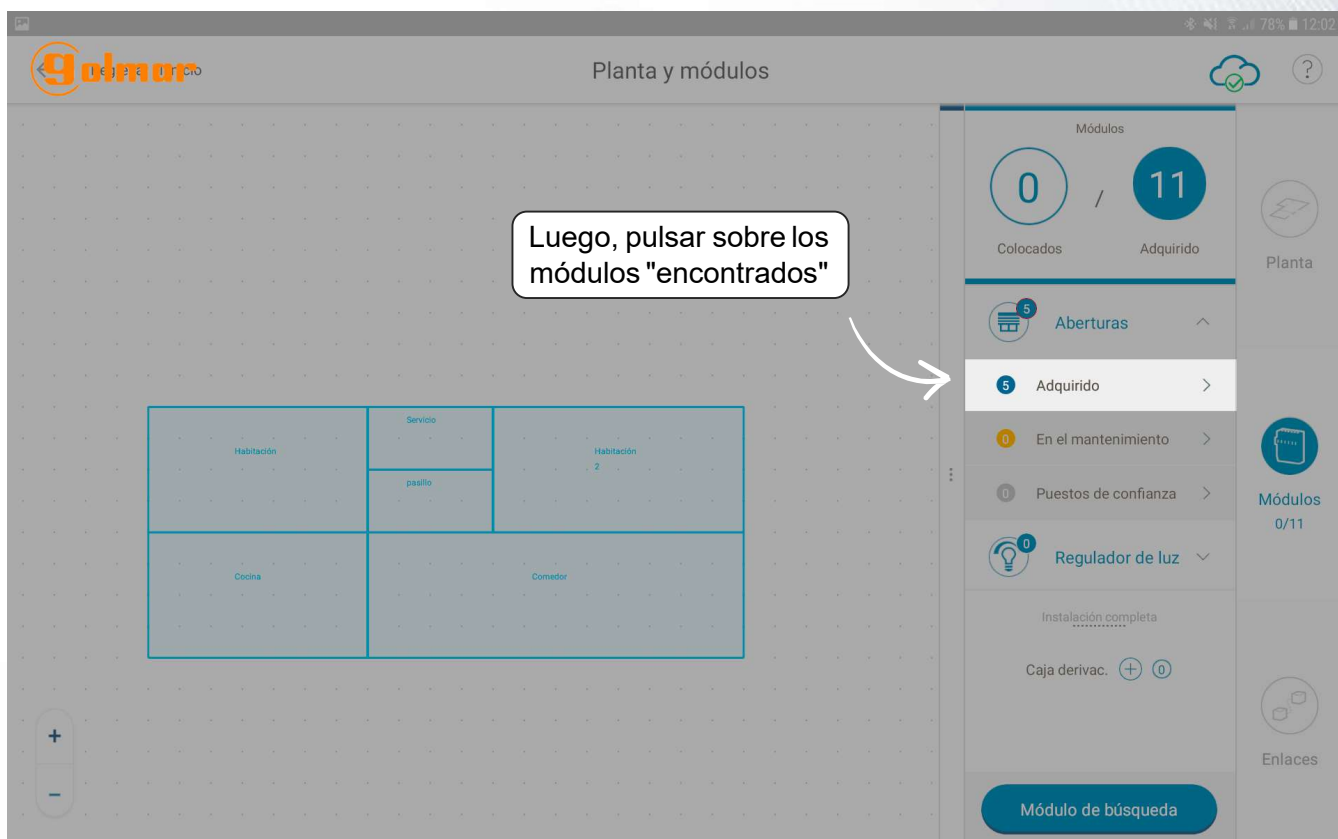 78% 12:02
golmar
Planta y módulos
?
Módulos
0 / 11
Colocados Adquirido
Planta
Luego, pulsar sobre los
módulos "encontrados"
5 Aberturas
5 Adquirido
0 En el mantenimiento
0 Puestos de confianza
Módulos
0/11
0 Regulador de luz
Instalación completa
Caja derivac. + 0
Enlaces
Módulo de búsqueda
Servicio
Habitación
Habitación
2
pasillo
Cocina
Comedor
+
−